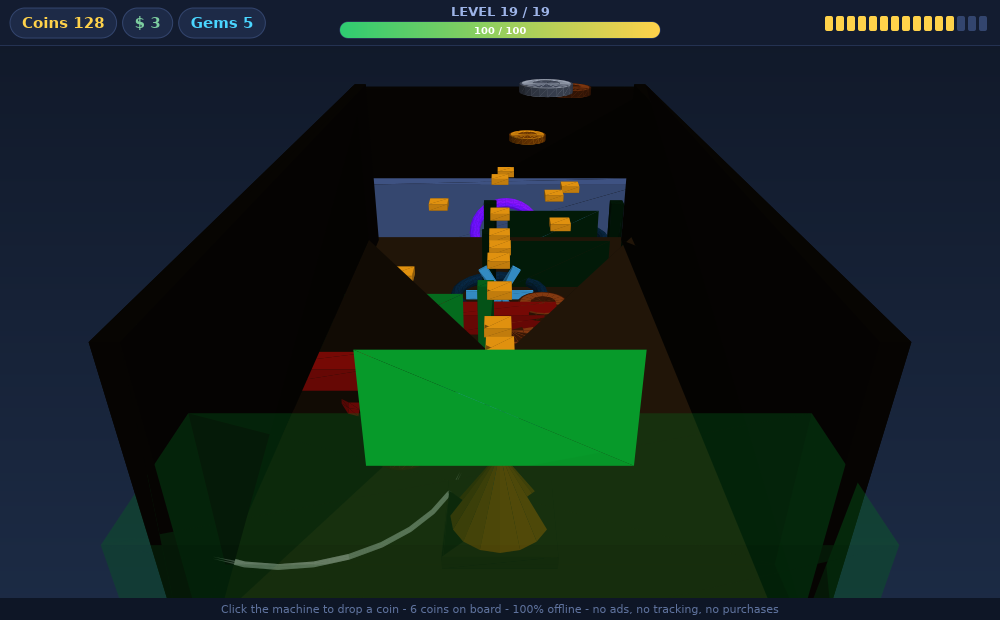 Coins 128
$ 3
Gems 5
LEVEL 19 / 19
100 / 100
Click the machine to drop a coin - 6 coins on board - 100% offline - no ads, no tracking, no purchases